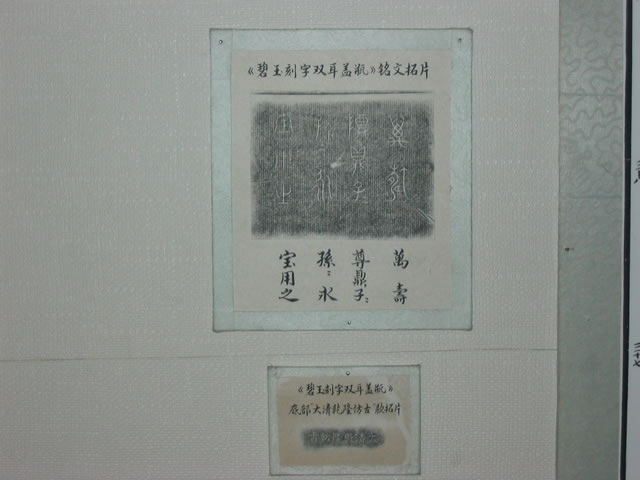 《碧玉刻字双耳盖瓶》铭文拓片
萬壽
尊鼎子:
孫:永
宝用之
《碧玉刻字双耳盖瓶》
底部"大清乾隆仿古"款拓片